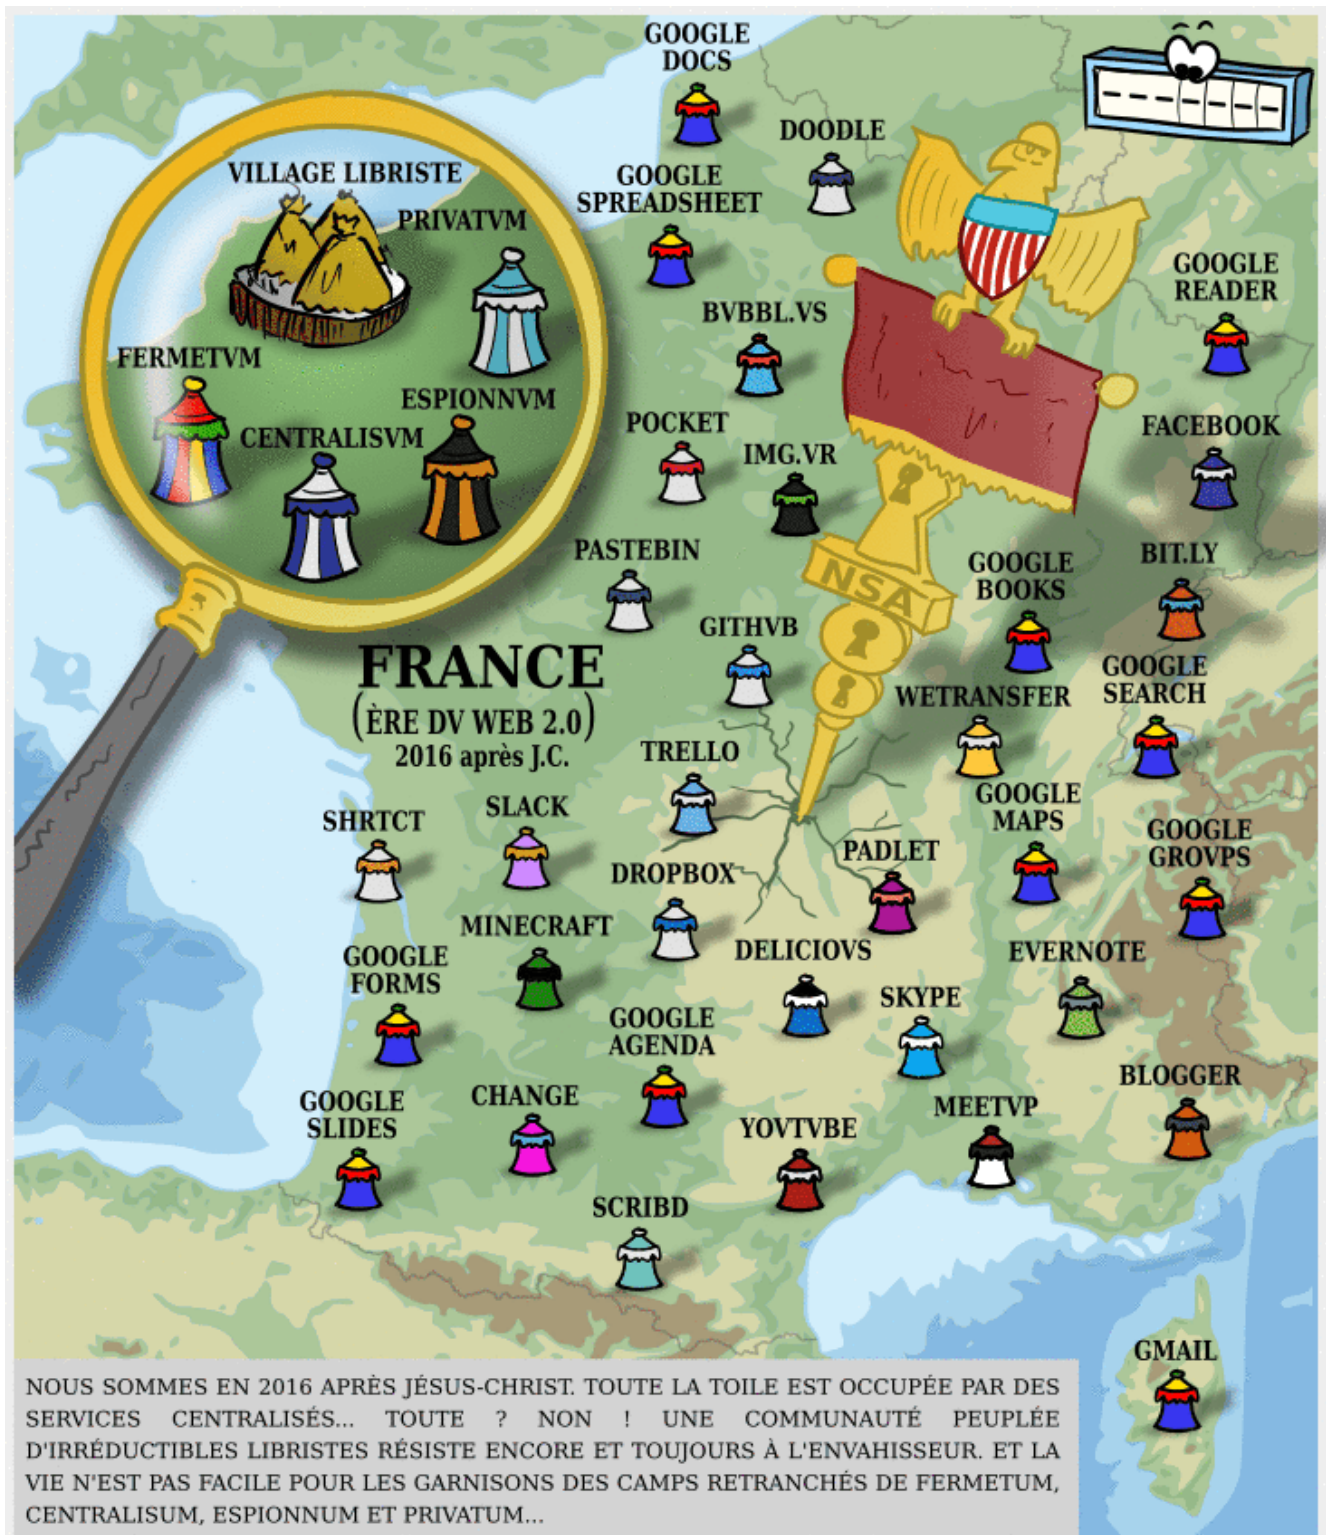 GOOGLE
DOCS
DOODLE
VILLAGE LIBRISTE
GOOGLE
SPREADSHEET
PRIVATVM
GOOGLE
READER
BVBBL.VS
FERMETVM
ESPIONNVM
CENTRALISVM
POCKET
IMG.VR
FACEBOOK
PASTEBIN
GOOGLE
BOOKS
BIT.LY
NSA
GITHVB
FRANCE
(ÈRE DV WEB 2.0)
2016 après J.C.
WETRANSFER
GOOGLE
SEARCH
TRELLO
SHRTCT
SLACK
GOOGLE
MAPS
GOOGLE
GROVPS
PADLET
DROPBOX
MINECRAFT
GOOGLE
FORMS
DELICIOVS
EVERNOTE
SKYPE
GOOGLE
AGENDA
BLOGGER
GOOGLE
SLIDES
CHANGE
YOVTVBE
MEETVP
SCRIBD
GMAIL
NOUS SOMMES EN 2016 APRÈS JÉSUS-CHRIST. TOUTE LA TOILE EST OCCUPÉE PAR DES
SERVICES CENTRALISÉS... TOUTE ? NON ! UNE COMMUNAUTÉ PEUPLÉE
D'IRRÉDUCTIBLES LIBRISTES RÉSISTE ENCORE ET TOUJOURS À L'ENVAHISSEUR. ET LA
VIE N'EST PAS FACILE POUR LES GARNISONS DES CAMPS RETRANCHÉS DE FERMETUM,
CENTRALISUM, ESPIONNUM ET PRIVATUM...